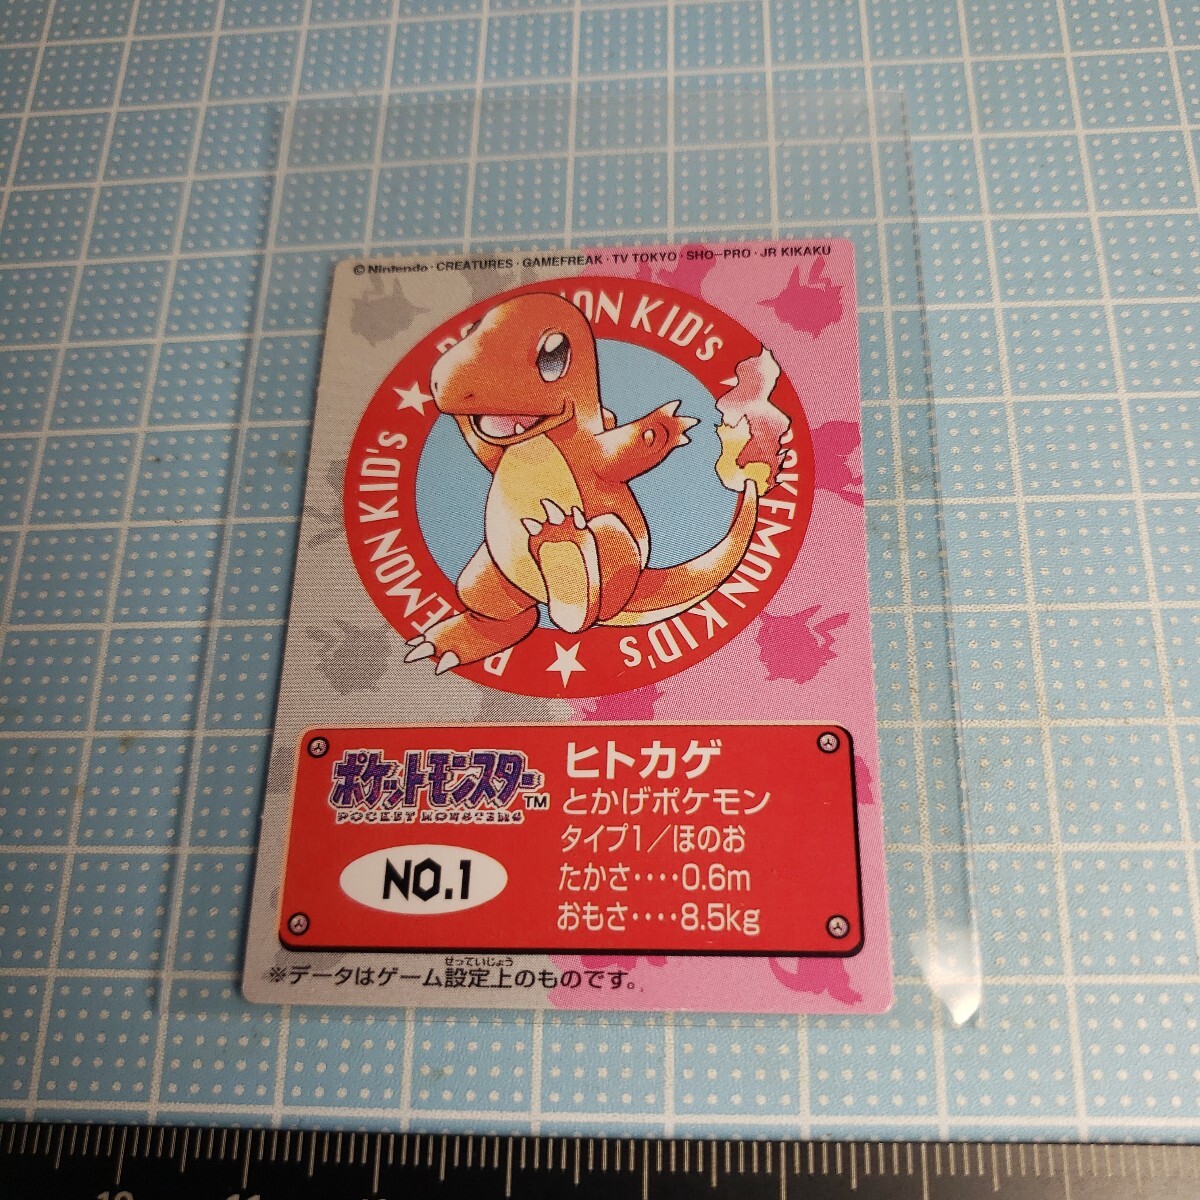 © Nintendo · CREATURES · GAMEFREAK · TV TOKYO · SHO-PRO · JR KIKAKU
MON KID's
POKEMON KID's
POKEMON KID's
ポケットモンスター™
POCKET MONSTERS
NO.1
ヒトカゲ
とかげポケモン
タイプ1/ほのお
たかさ‥‥0.6m
おもさ‥‥8.5kg
せっていじょう
※データはゲーム設定上のものです。
11